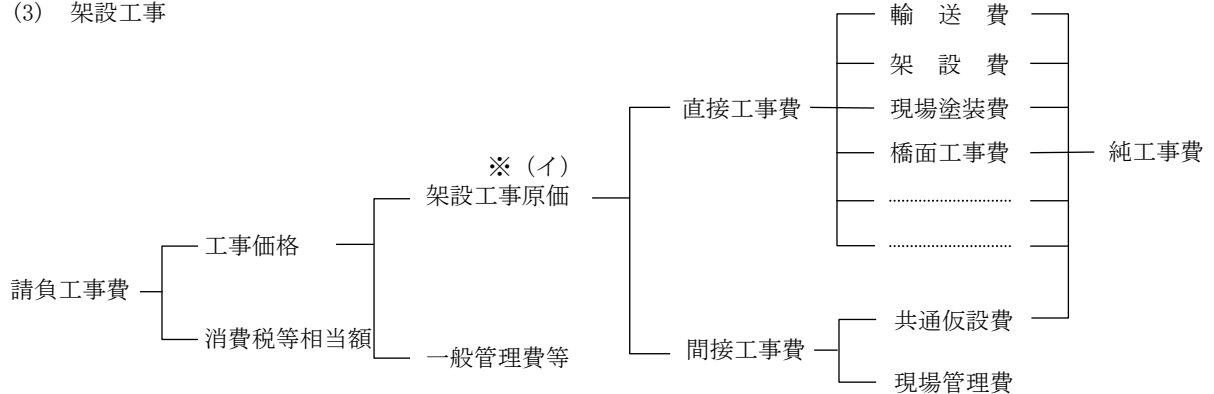 (3) 架設工事
輸 送 費
架 設 費
直接工事費
現場塗装費
橋面工事費
純工事費
※（イ）
架設工事原価
工事価格
請負工事費
共通仮設費
消費税等相当額
一般管理費等
間接工事費
現場管理費